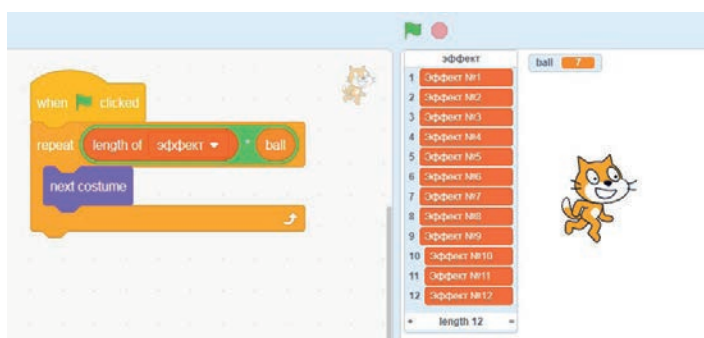 when clicked
repeat length of эффект * ball
next costume
эффект
1 Эффект №1
2 Эффект №2
3 Эффект №3
4 Эффект №4
5 Эффект №5
6 Эффект №6
7 Эффект №7
8 Эффект №8
9 Эффект №9
10 Эффект №10
11 Эффект №11
12 Эффект №12
+ length 12 =
ball 7